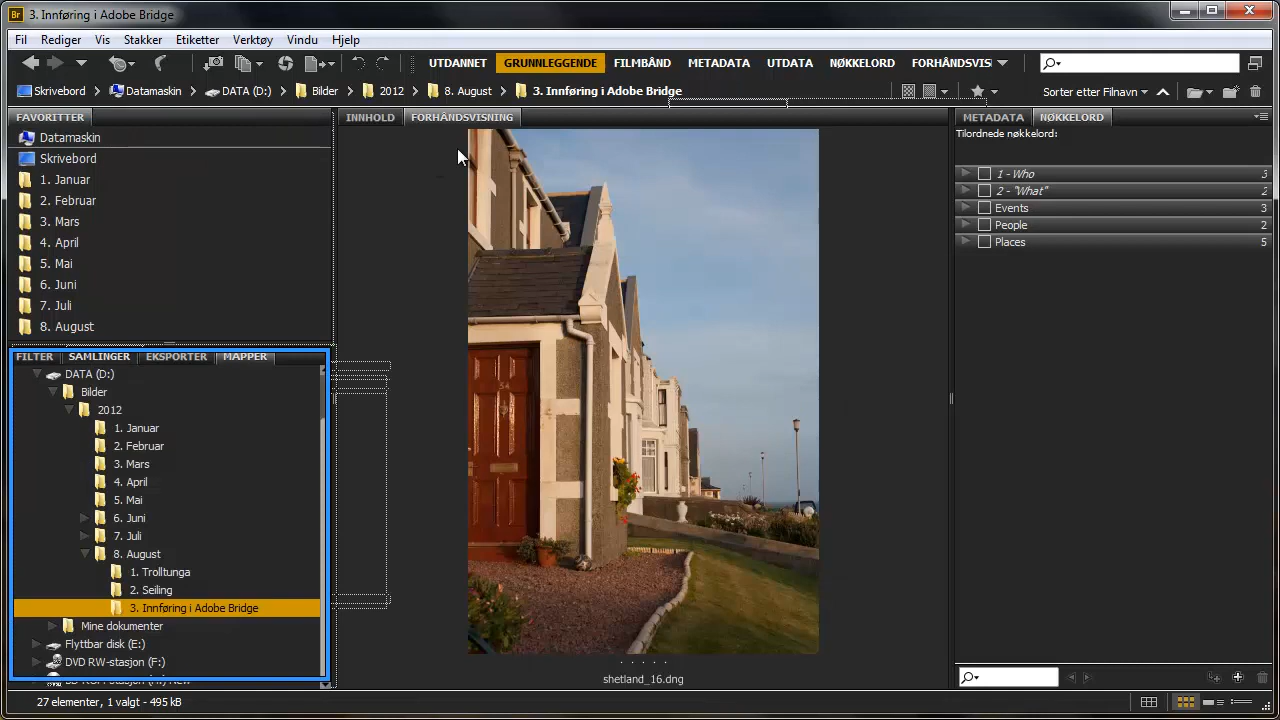 Br 3. Innføring i Adobe Bridge
Fil Rediger Vis Stakker Etiketter Verktøy Vindu Hjelp
UTDANNET GRUNNLEGGENDE FILMBÅND METADATA UTDATA NØKKELORD FORHÅNDSVIS
Skrivebord Datamaskin DATA (D:) Bilder 2012 8. August 3. Innføring i Adobe Bridge Sorter etter Filnavn
FAVORITTER
Datamaskin
Skrivebord
1. Januar
2. Februar
3. Mars
4. April
5. Mai
6. Juni
7. Juli
8. August
FILTER SAMLINGER EKSPORTER MAPPER
DATA (D:)
Bilder
2012
1. Januar
2. Februar
3. Mars
4. April
5. Mai
6. Juni
7. Juli
8. August
1. Trolltunga
2. Seiling
3. Innføring i Adobe Bridge
Mine dokumenter
Flyttbar disk (E:)
DVD RW-stasjon (F:)
INNHOLD FORHÅNDSVISNING
54
shetland_16.dng
METADATA NØKKELORD
Tilordnede nøkkelord:
1 - Who 3
2 - "What" 2
Events 3
People 2
Places 5
27 elementer, 1 valgt - 495 kB